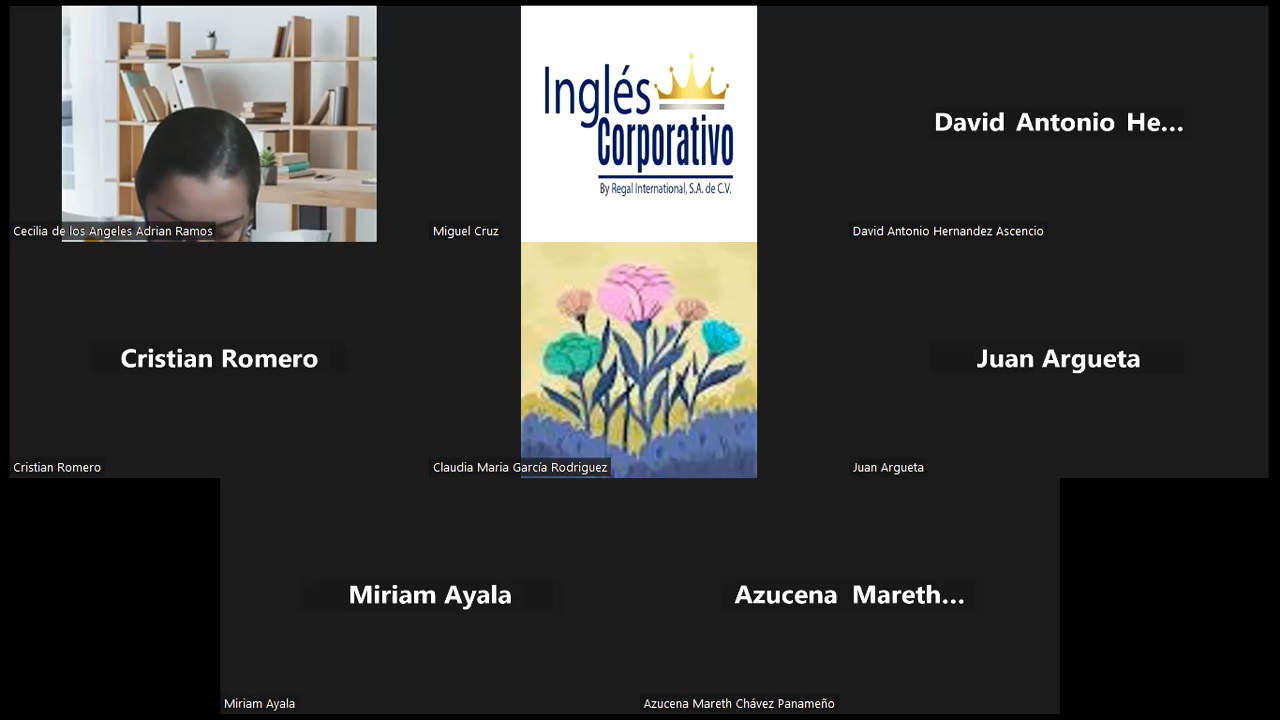 Inglés
Corporativo
By Regal International, S.A. de C.V.
David Antonio He...
Cecilia de los Angeles Adrian Ramos
Miguel Cruz
David Antonio Hernandez Ascencio
Cristian Romero
Juan Argueta
Cristian Romero
Claudia Maria García Rodriguez
Juan Argueta
Miriam Ayala
Azucena Mareth...
Miriam Ayala
Azucena Mareth Chávez Panameño